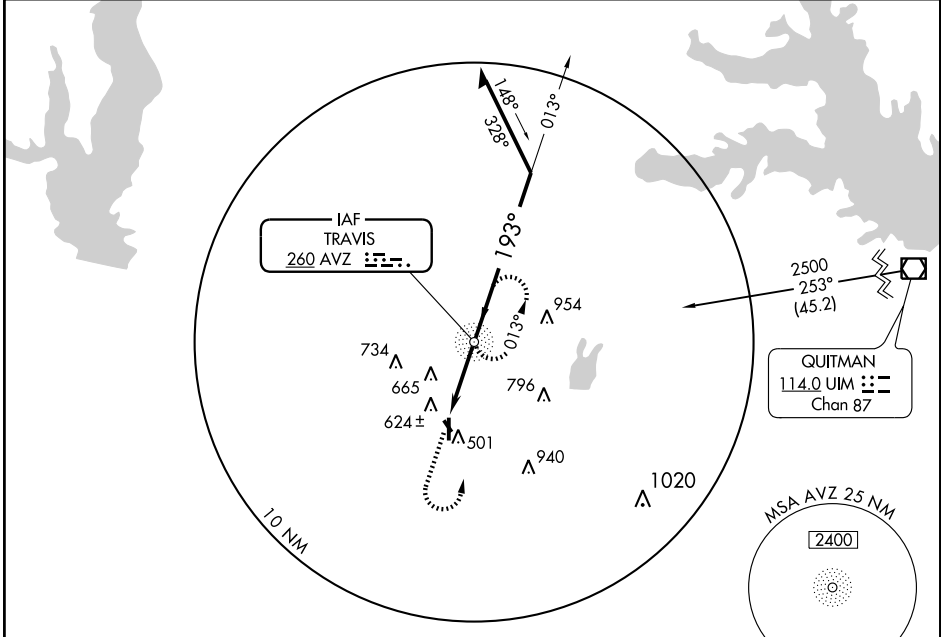 148°
328°
013°
193°
IAF
TRAVIS
260 AVZ
013°
954
734
665
796
624±
501
940
1020
10 NM
2500
253°
(45.2)
QUITMAN
114.0 UIM
Chan 87
MSA AVZ 25 NM
2400